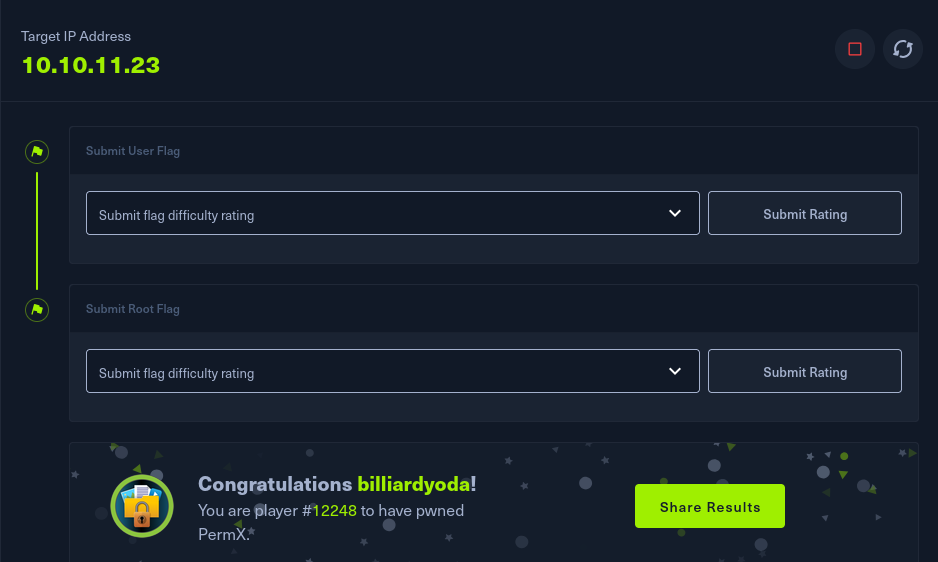 Target IP Address
10.10.11.23
Submit User Flag
Submit flag difficulty rating
Submit Rating
Submit Root Flag
Submit flag difficulty rating
Submit Rating
Congratulations billiardyoda!
You are player #12248 to have pwned
PermX.
Share Results